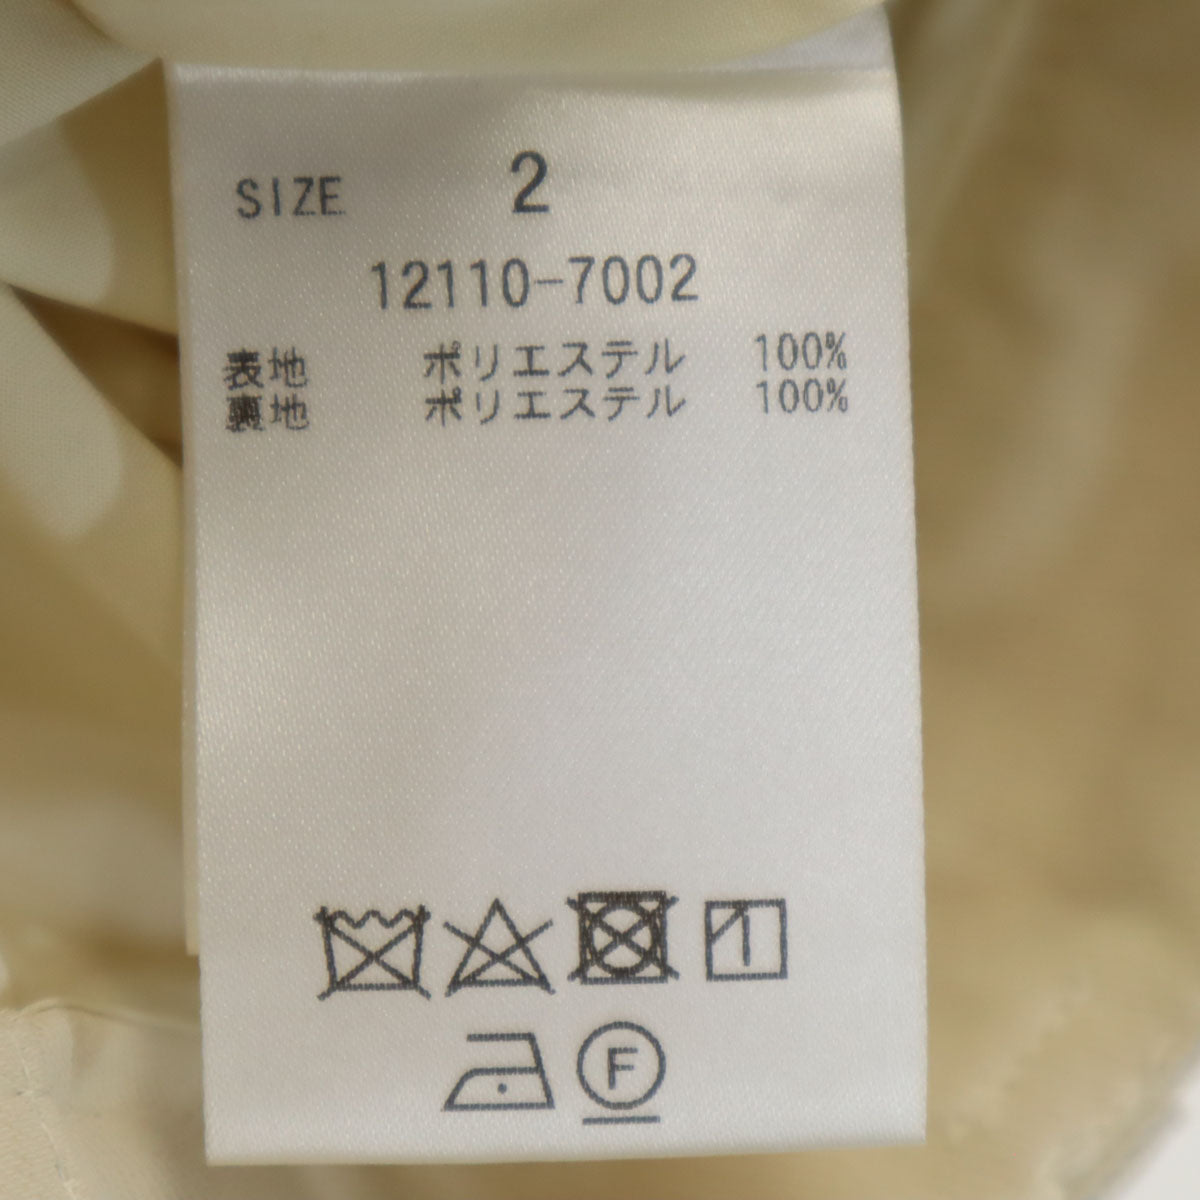 SIZE 2
12110-7002
表地 ポリエステル 100%
裏地 ポリエステル 100%
F